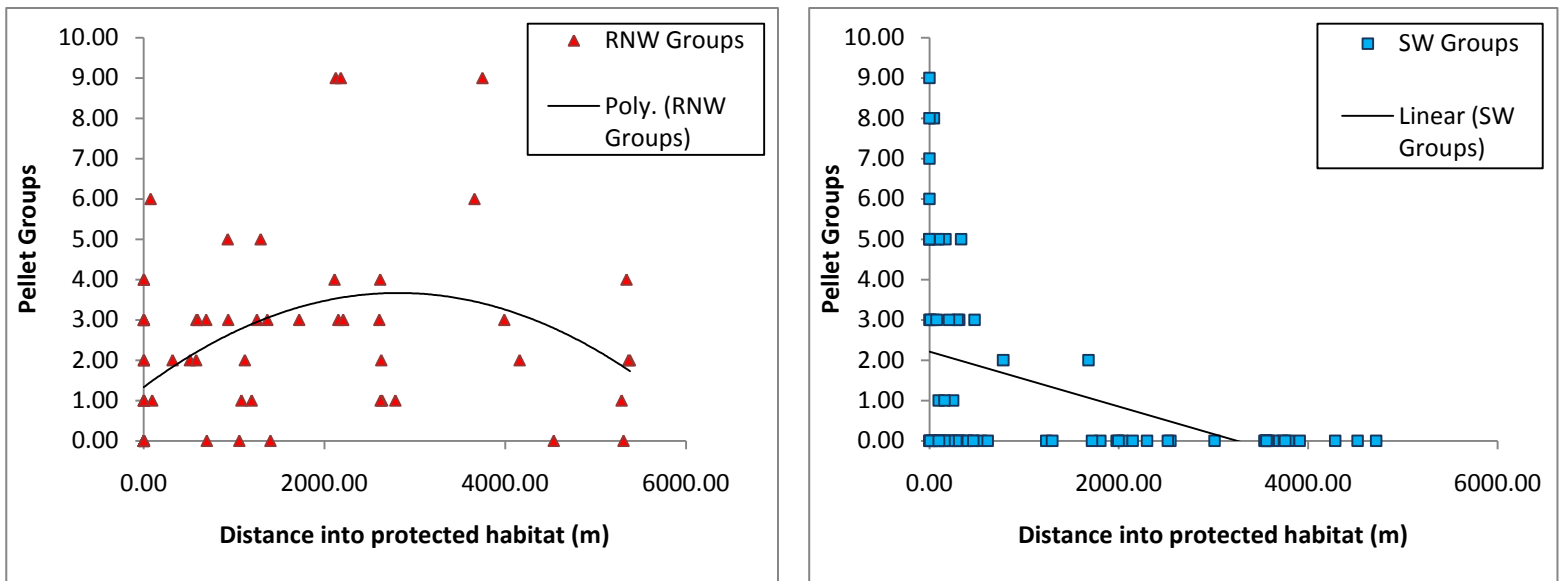 10.00
9.00
8.00
7.00
6.00
5.00
4.00
3.00
2.00
1.00
0.00
Pellet Groups
0.00 2000.00 4000.00 6000.00
Distance into protected habitat (m)
RNW Groups
Poly. (RNW
Groups)
10.00
9.00
8.00
7.00
6.00
5.00
4.00
3.00
2.00
1.00
0.00
Pellet Groups
0.00 2000.00 4000.00 6000.00
Distance into protected habitat (m)
SW Groups
Linear (SW
Groups)